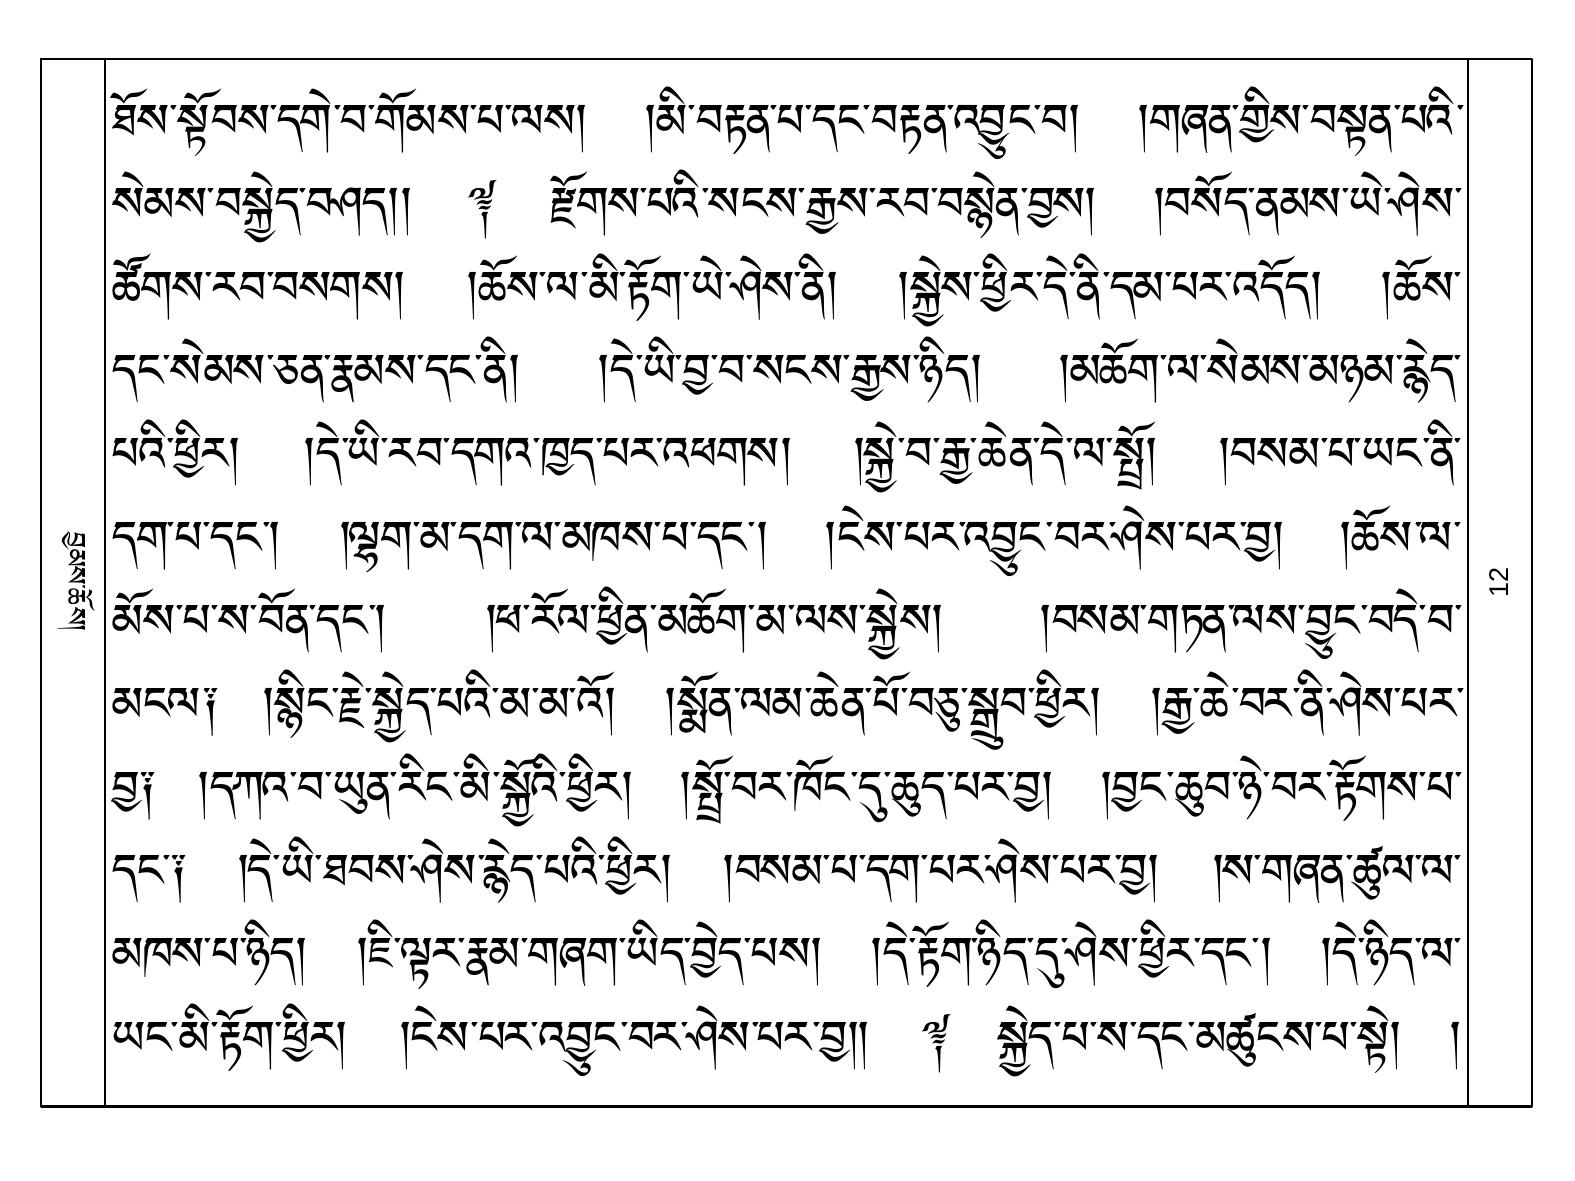 ཐོས་སྟོབས་དགེ་བ་གོམས་པ་ལས། །མི་བརྟན་པ་དང་བརྟན་འབྱུང་བ། །གཞན་གྱིས་བསྟན་པའི་
སེམས་བསྐྱེད་བཤད།། ༈ རྫོགས་པའི་སངས་རྒྱས་རབ་བསྙེན་བྱས། །བསོད་ནམས་ཡེ་ཤེས་
ཚོགས་རབ་བསགས། །ཆོས་ལ་མི་རྟོག་ཡེ་ཤེས་ནི། །སྐྱེས་ཕྱིར་དེ་ནི་དམ་པར་འདོད། །ཆོས་
དང་སེམས་ཅན་རྣམས་དང་ནི། །དེ་ཡི་བྱ་བ་སངས་རྒྱས་ཉིད། །མཆོག་ལ་སེམས་མཉམ་རྙེད་
པའི་ཕྱིར། །དེ་ཡི་རབ་དགའ་ཁྱད་པར་འཕགས། །སྐྱེ་བ་རྒྱ་ཆེན་དེ་ལ་སྤྲོ། །བསམ་པ་ཡང་ནི་
དག་པ་དང་། །ལྷག་མ་དག་ལ་མཁས་པ་དང་། །ངེས་པར་འབྱུང་བར་ཤེས་པར་བྱ། །ཆོས་ལ་
མོས་པ་ས་བོན་དང་། །ཕ་རོལ་ཕྱིན་མཆོག་མ་ལས་སྐྱེས། །བསམ་གཏན་ལས་བྱུང་བདེ་བ་
མངལ༑ །སྙིང་རྗེ་སྐྱེད་པའི་མ་མ་འོ། །སྨོན་ལམ་ཆེན་པོ་བཅུ་སྒྲུབ་ཕྱིར། །རྒྱ་ཆེ་བར་ནི་ཤེས་པར་
བྱ༑ །དཀའ་བ་ཡུན་རིང་མི་སྐྱོའི་ཕྱིར། །སྤྲོ་བར་ཁོང་དུ་ཆུད་པར་བྱ། །བྱང་ཆུབ་ཉེ་བར་རྟོགས་པ་
དང་༑ །དེ་ཡི་ཐབས་ཤེས་རྙེད་པའི་ཕྱིར། །བསམ་པ་དག་པར་ཤེས་པར་བྱ། །ས་གཞན་ཚུལ་ལ་
མཁས་པ་ཉིད། །ཇི་ལྟར་རྣམ་གཞག་ཡིད་བྱེད་པས། །དེ་རྟོག་ཉིད་དུ་ཤེས་ཕྱིར་དང་། །དེ་ཉིད་ལ་
ཡང་མི་རྟོག་ཕྱིར། །ངེས་པར་འབྱུང་བར་ཤེས་པར་བྱ།། ༈ སྐྱེད་པ་ས་དང་མཚུངས་པ་སྟེ། །
བྱམས་ཆོས།
12